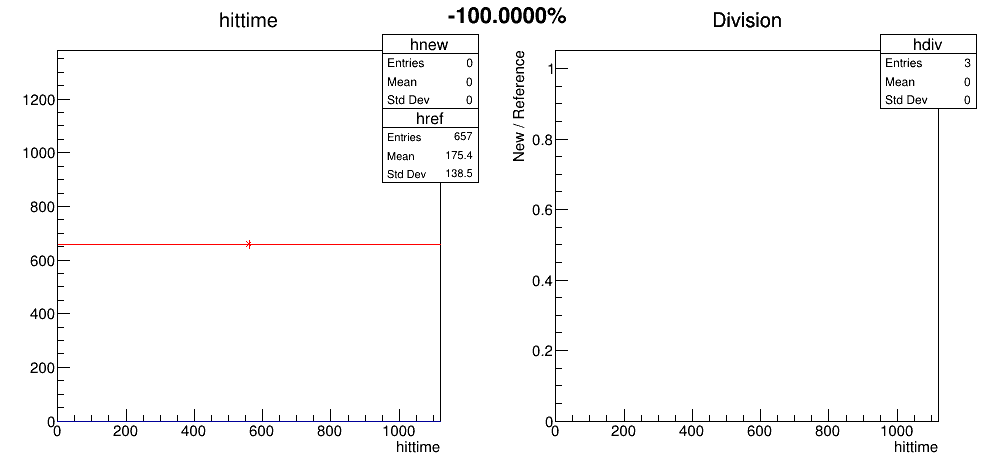 -100.0000%
hittime
hnew
Entries 0
Mean 0
Std Dev 0
href
Entries 657
Mean 175.4
Std Dev 138.5
1200
1000
800
600
400
200
0
0 200 400 600 800 1000
hittime
Division
hdiv
Entries 3
Mean 0
Std Dev 0
New / Reference
1
0.8
0.6
0.4
0.2
0
0 200 400 600 800 1000
hittime